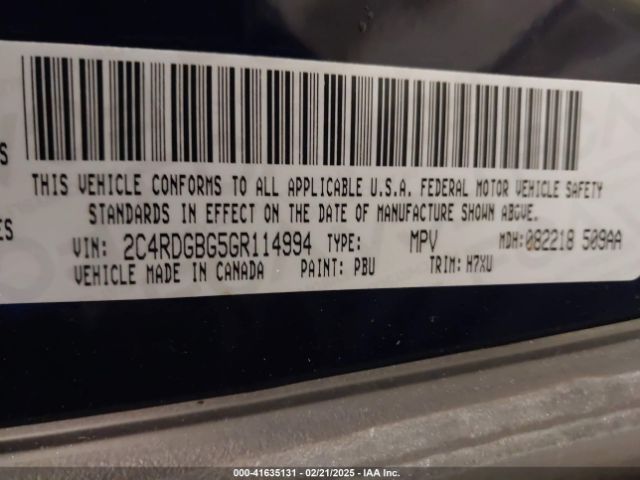 S
THIS VEHICLE CONFORMS TO ALL APPLICABLE U.S.A. FEDERAL MOTOR VEHICLE SAFETY
STANDARDS IN EFFECT ON THE DATE OF MANUFACTURE SHOWN ABOVE.
ES
VIN: 2C4RDGBG5GR114994 TYPE: MPV MDH: 082218 509AA
VEHICLE MADE IN CANADA PAINT: PBU TRIM: H7XU
000-41635131 - 02/21/2025 - IAA Inc.